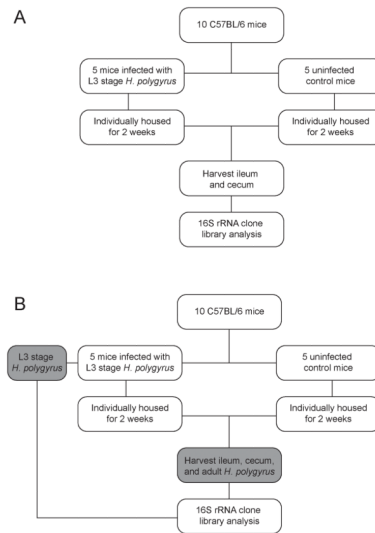 A
10 C57BL/6 mice
5 mice infected with
L3 stage H. polygyrus
5 uninfected
control mice
Individually housed
for 2 weeks
Individually housed
for 2 weeks
Harvest ileum
and cecum
16S rRNA clone
library analysis
B
10 C57BL/6 mice
L3 stage
H. polygyrus
5 mice infected with
L3 stage H. polygyrus
5 uninfected
control mice
Individually housed
for 2 weeks
Individually housed
for 2 weeks
Harvest ileum, cecum,
and adult H. polygyrus
16S rRNA clone
library analysis